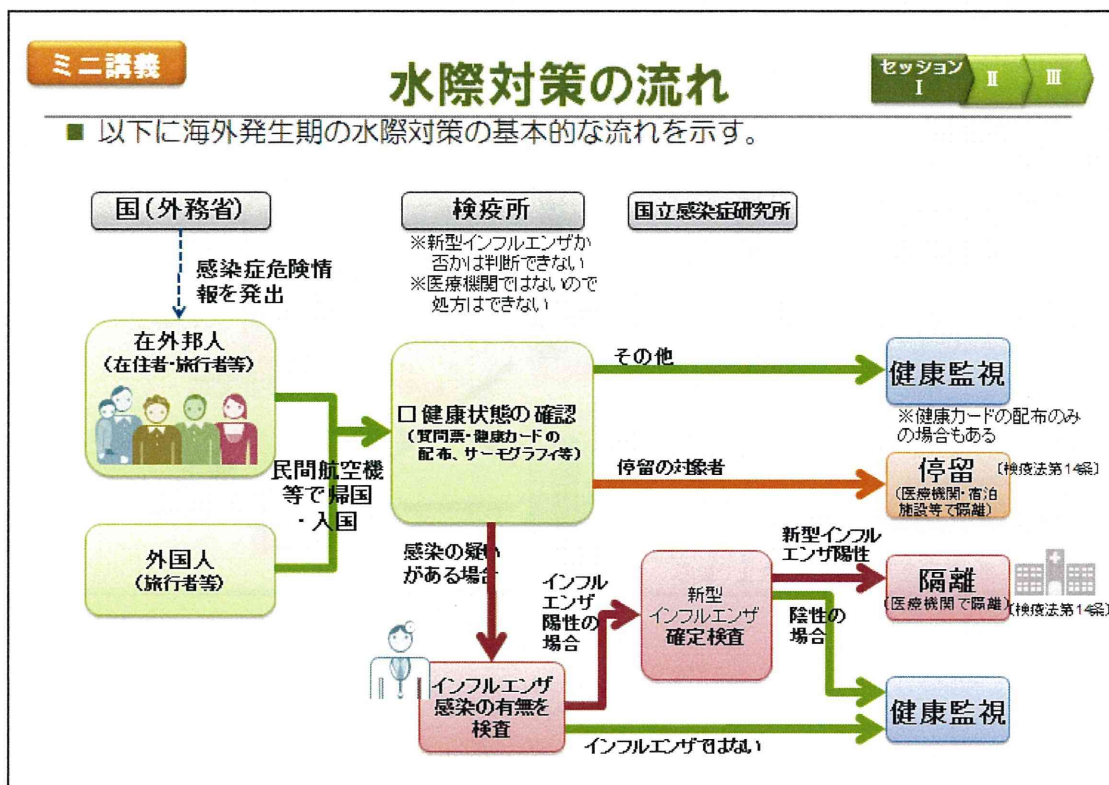 ミニ講義
水際対策の流れ
セッション
Ⅰ
Ⅱ
Ⅲ
■ 以下に海外発生期の水際対策の基本的な流れを示す。
国(外務省)
検疫所
国立感染症研究所
※新型インフルエンザか
否かは判断できない
※医療機関ではないので
処方はできない
感染症危険情
報を発出
在外邦人
(在住者・旅行者等)
外国人
(旅行者等)
民間航空機
等で帰国
・入国
□健康状態の確認
(質問票・健康カードの
配布、サーモグラフィ等)
その他
健康監視
※健康カードの配布のみ
の場合もある
停留の対象者
停留
(医療機関・宿泊
施設等で隔離)
〔検疫法第14条〕
感染の疑い
がある場合
インフルエンザ
感染の有無を
検査
インフル
エンザ
陽性の
場合
新型
インフルエンザ
確定検査
新型インフル
エンザ陽性
隔離
(医療機関で隔離)
〔検疫法第14条〕
陰性の
場合
インフルエンザではない
健康監視